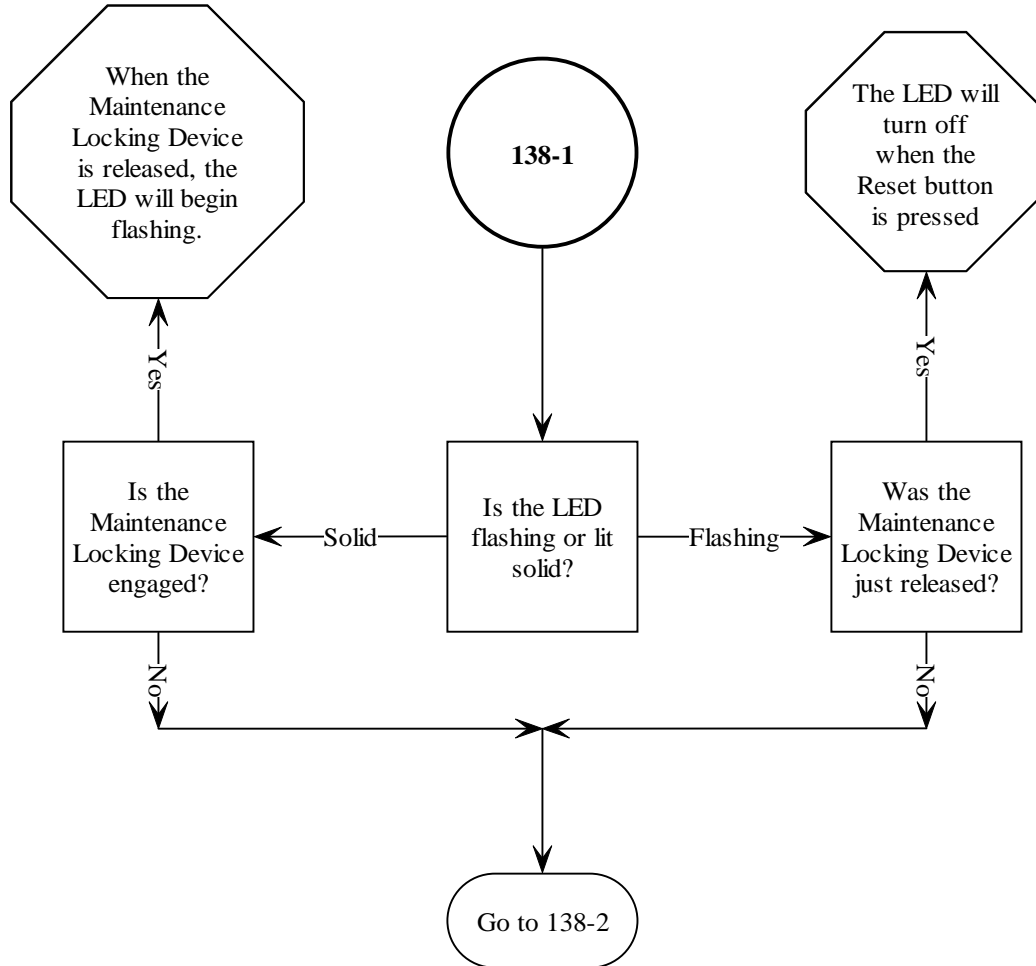 When the
Maintenance
Locking Device
is released, the
LED will begin
flashing.
138-1
The LED will
turn off
when the
Reset button
is pressed
Yes
Yes
Is the
Maintenance
Locking Device
engaged?
Solid
Is the LED
flashing or lit
solid?
Flashing
Was the
Maintenance
Locking Device
just released?
No
No
Go to 138-2